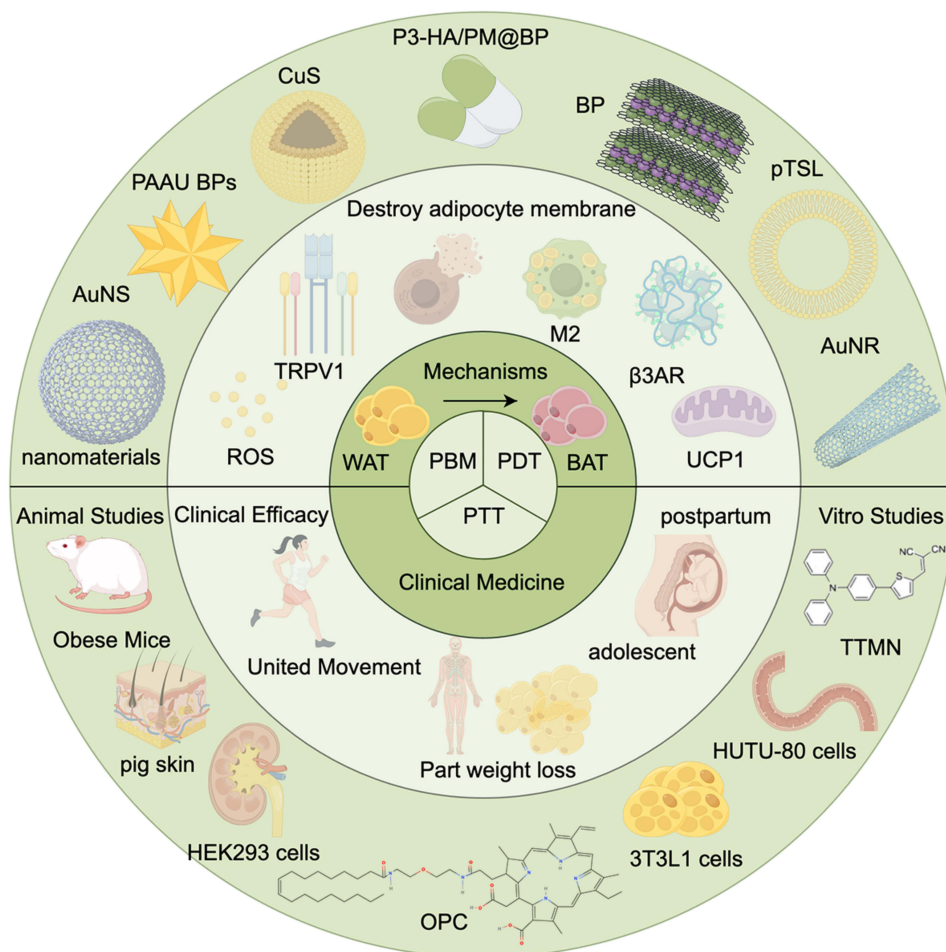 P3-HA/PM@BP
CuS
BP
PAAU BPs
pTSL
Destroy adipocyte membrane
AuNS
M2
AuNR
TRPV1
Mechanisms
β3AR
nanomaterials
ROS
WAT
PBM
PDT
BAT
UCP1
PTT
Animal Studies
Clinical Efficacy
postpartum
Vitro Studies
NC
CN
S
N
Clinical Medicine
Obese Mice
United Movement
adolescent
TTMN
HUTU-80 cells
pig skin
Part weight loss
HEK293 cells
3T3L1 cells
OPC